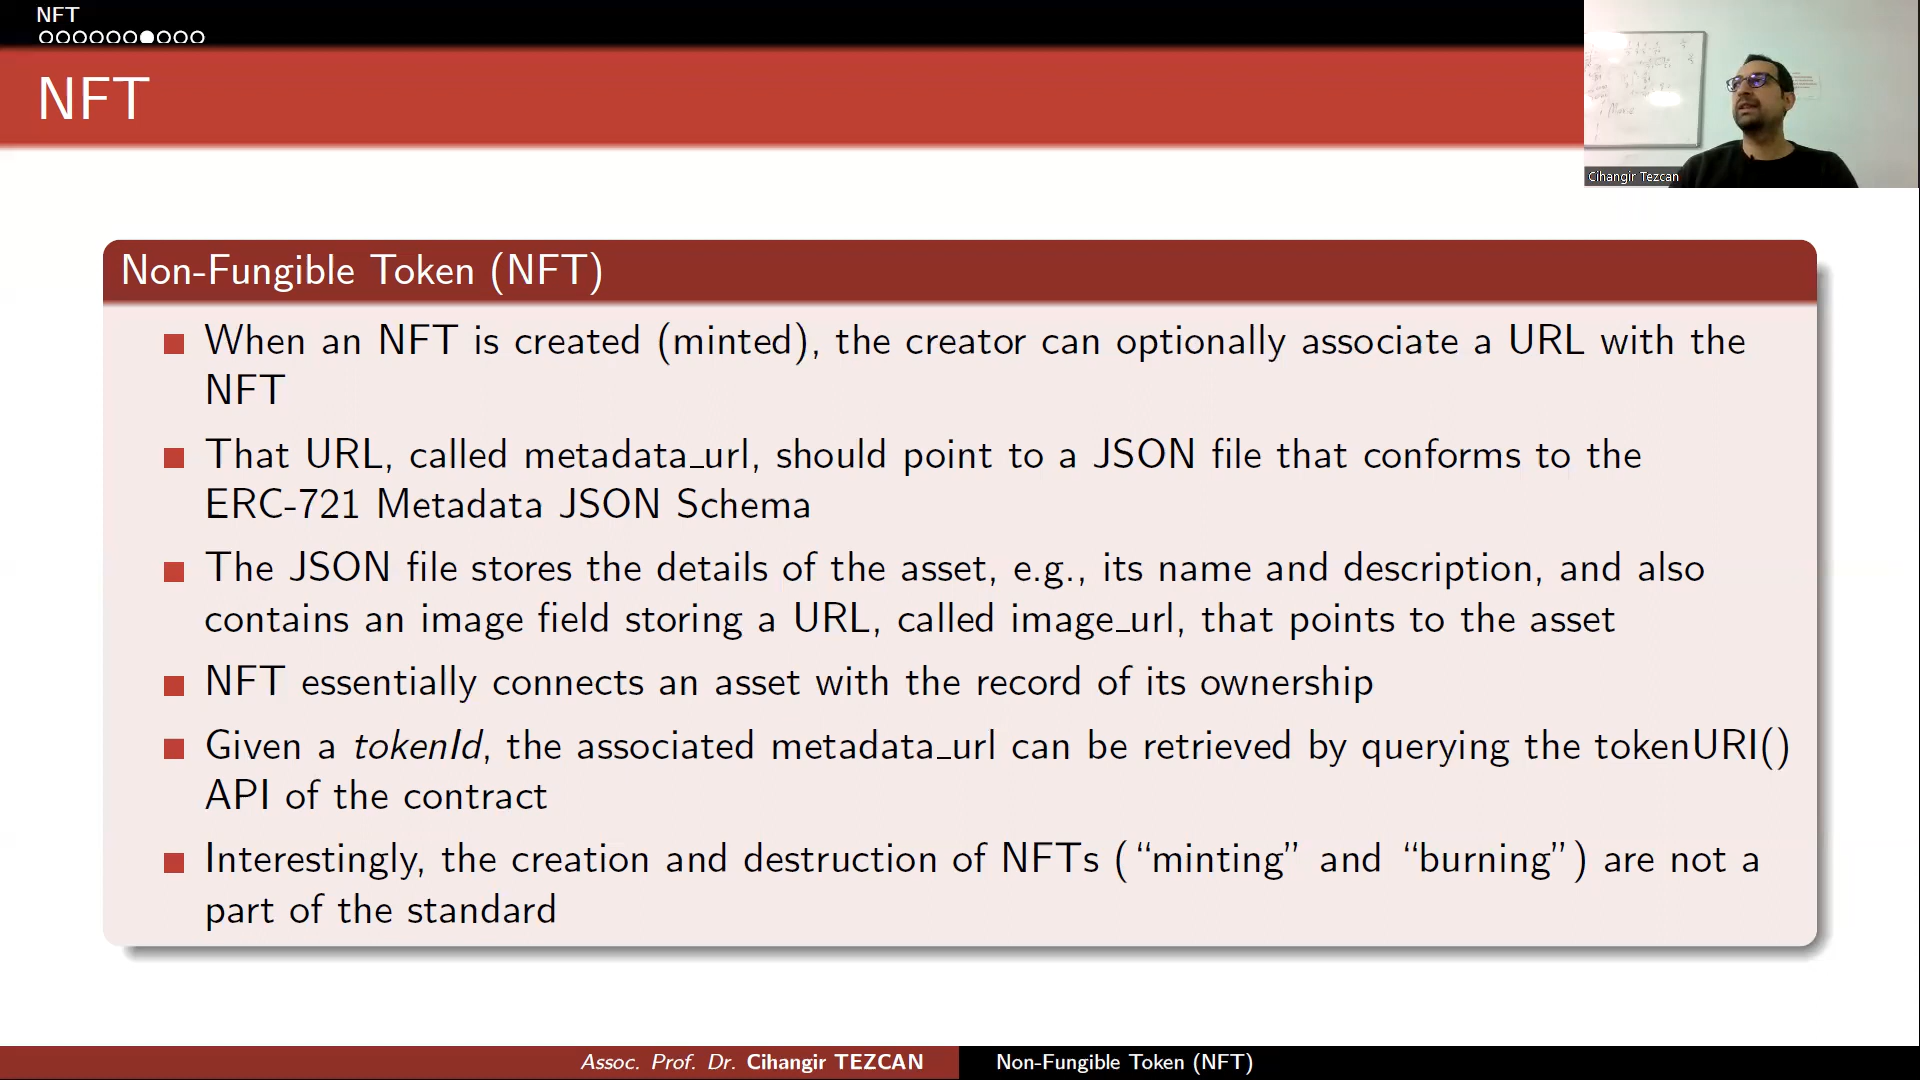 NFT
NFT
Cihangir Tezcan
Non-Fungible Token (NFT)
When an NFT is created (minted), the creator can optionally associate a URL with the
NFT
That URL, called metadata_url, should point to a JSON file that conforms to the
ERC-721 Metadata JSON Schema
The JSON file stores the details of the asset, e.g., its name and description, and also
contains an image field storing a URL, called image_url, that points to the asset
NFT essentially connects an asset with the record of its ownership
Given a tokenId, the associated metadata_url can be retrieved by querying the tokenURI()
API of the contract
Interestingly, the creation and destruction of NFTs (“minting” and “burning”) are not a
part of the standard
Assoc. Prof. Dr. Cihangir TEZCAN
Non-Fungible Token (NFT)